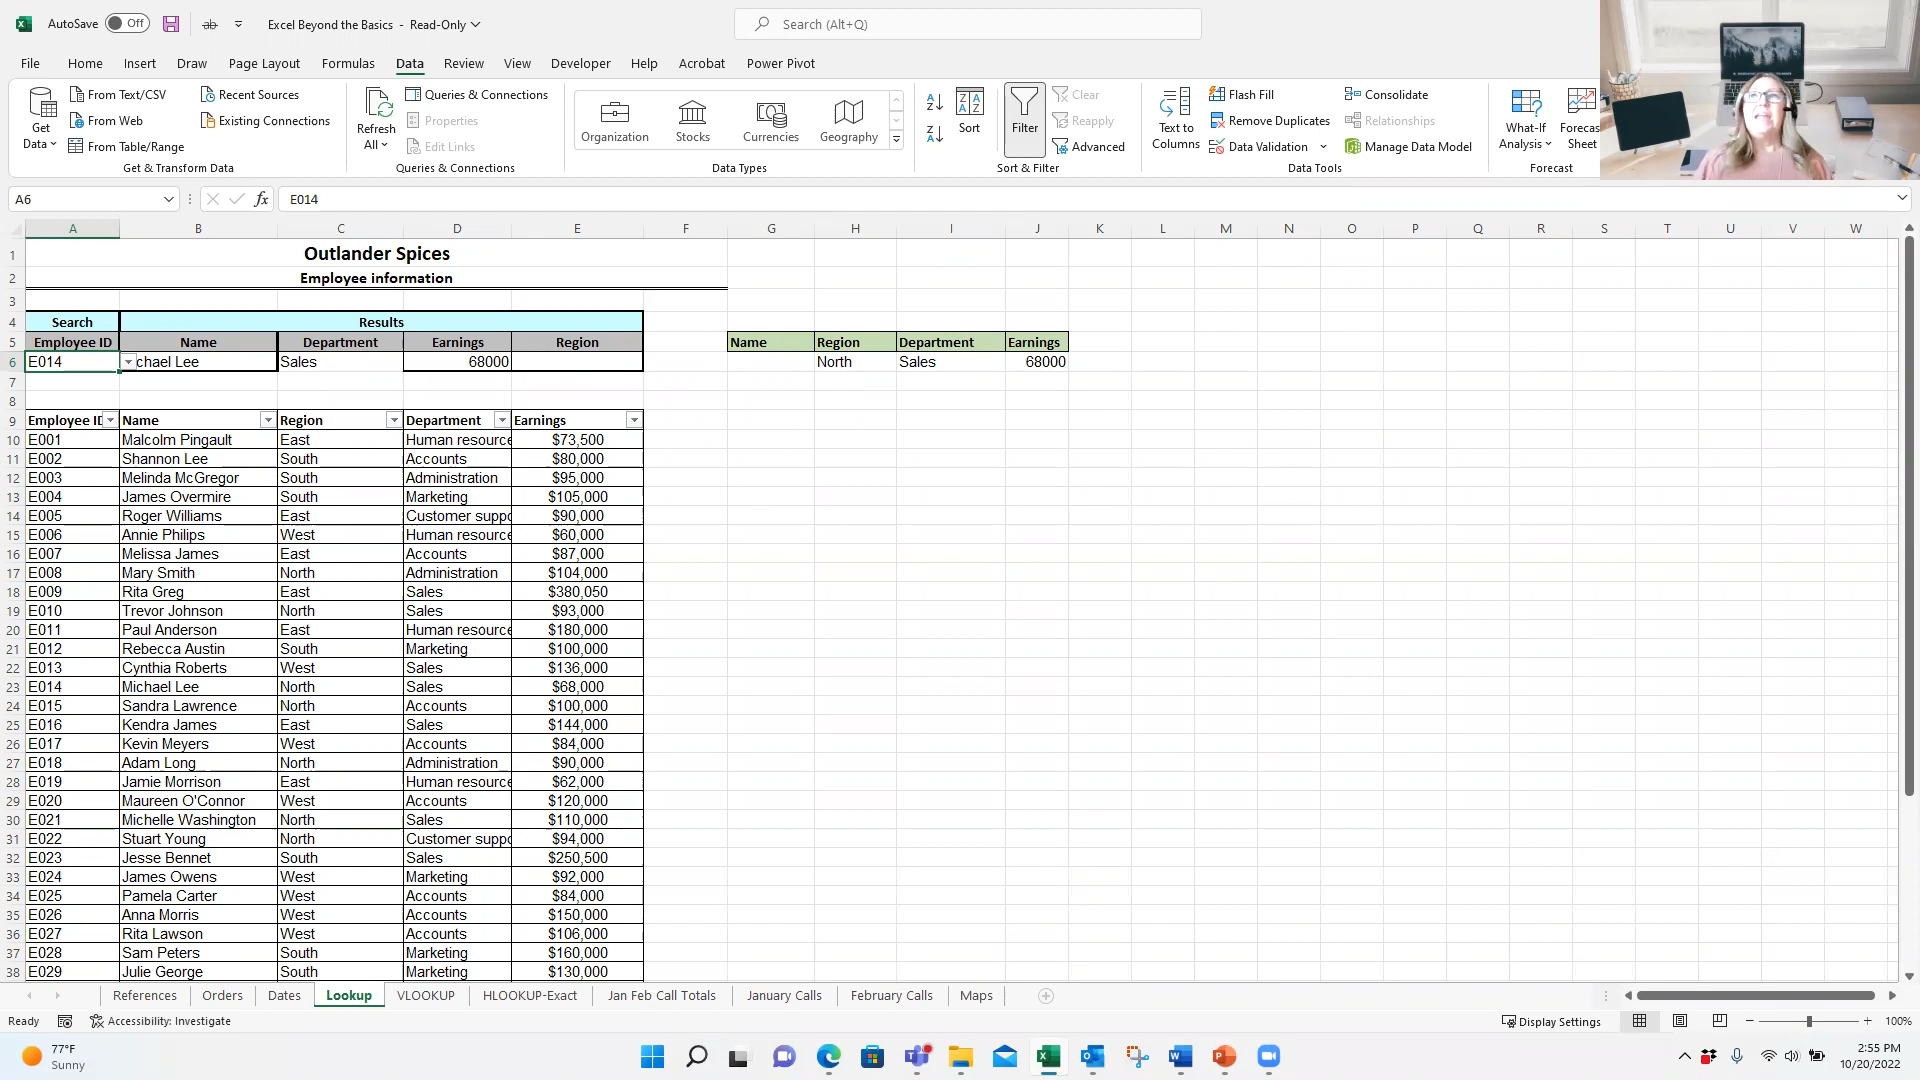 AutoSave Off ab Excel Beyond the Basics - Read-Only Search (Alt+Q)
File Home Insert Draw Page Layout Formulas Data Review View Developer Help Acrobat Power Pivot
Get Data From Text/CSV From Web From Table/Range Recent Sources Existing Connections
Get & Transform Data
Refresh All Queries & Connections Properties Edit Links
Queries & Connections
Organization Stocks Currencies Geography
Data Types
Sort Filter Clear Reapply Advanced
Sort & Filter
Text to Columns Flash Fill Remove Duplicates Data Validation Consolidate Relationships Manage Data Model
Data Tools
What-If Analysis Forecas Sheet
Forecast
A6 fx E014
A B C D E F G H I J K L M N O P Q R S T U V W
1 Outlander Spices
2 Employee information
3
4 Search Results
5 Employee ID Name Department Earnings Region Name Region Department Earnings
6 E014 chael Lee Sales 68000 North Sales 68000
7
8
9 Employee ID Name Region Department Earnings
10 E001 Malcolm Pingault East Human resource $73,500
11 E002 Shannon Lee South Accounts $80,000
12 E003 Melinda McGregor South Administration $95,000
13 E004 James Overmire South Marketing $105,000
14 E005 Roger Williams East Customer suppo $90,000
15 E006 Annie Philips West Human resource $60,000
16 E007 Melissa James East Accounts $87,000
17 E008 Mary Smith North Administration $104,000
18 E009 Rita Greg East Sales $380,050
19 E010 Trevor Johnson North Sales $93,000
20 E011 Paul Anderson East Human resource $180,000
21 E012 Rebecca Austin South Marketing $100,000
22 E013 Cynthia Roberts West Sales $136,000
23 E014 Michael Lee North Sales $68,000
24 E015 Sandra Lawrence North Accounts $100,000
25 E016 Kendra James East Sales $144,000
26 E017 Kevin Meyers West Accounts $84,000
27 E018 Adam Long North Administration $90,000
28 E019 Jamie Morrison East Human resource $62,000
29 E020 Maureen O'Connor West Accounts $120,000
30 E021 Michelle Washington North Sales $110,000
31 E022 Stuart Young North Customer suppo $94,000
32 E023 Jesse Bennet South Sales $250,500
33 E024 James Owens West Marketing $92,000
34 E025 Pamela Carter West Accounts $84,000
35 E026 Anna Morris West Accounts $150,000
36 E027 Rita Lawson West Accounts $106,000
37 E028 Sam Peters South Marketing $160,000
38 E029 Julie George South Marketing $130,000
References Orders Dates Lookup VLOOKUP HLOOKUP-Exact Jan Feb Call Totals January Calls February Calls Maps
Ready Accessibility: Investigate Display Settings 100%
77°F
Sunny
2:55 PM
10/20/2022